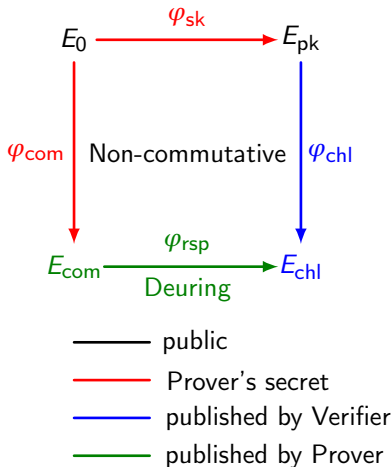 φsk
E0 Epk
φcom Non-commutative φchl
φrsp
Ecom Echl
Deuring
public
Prover's secret
published by Verifier
published by Prover